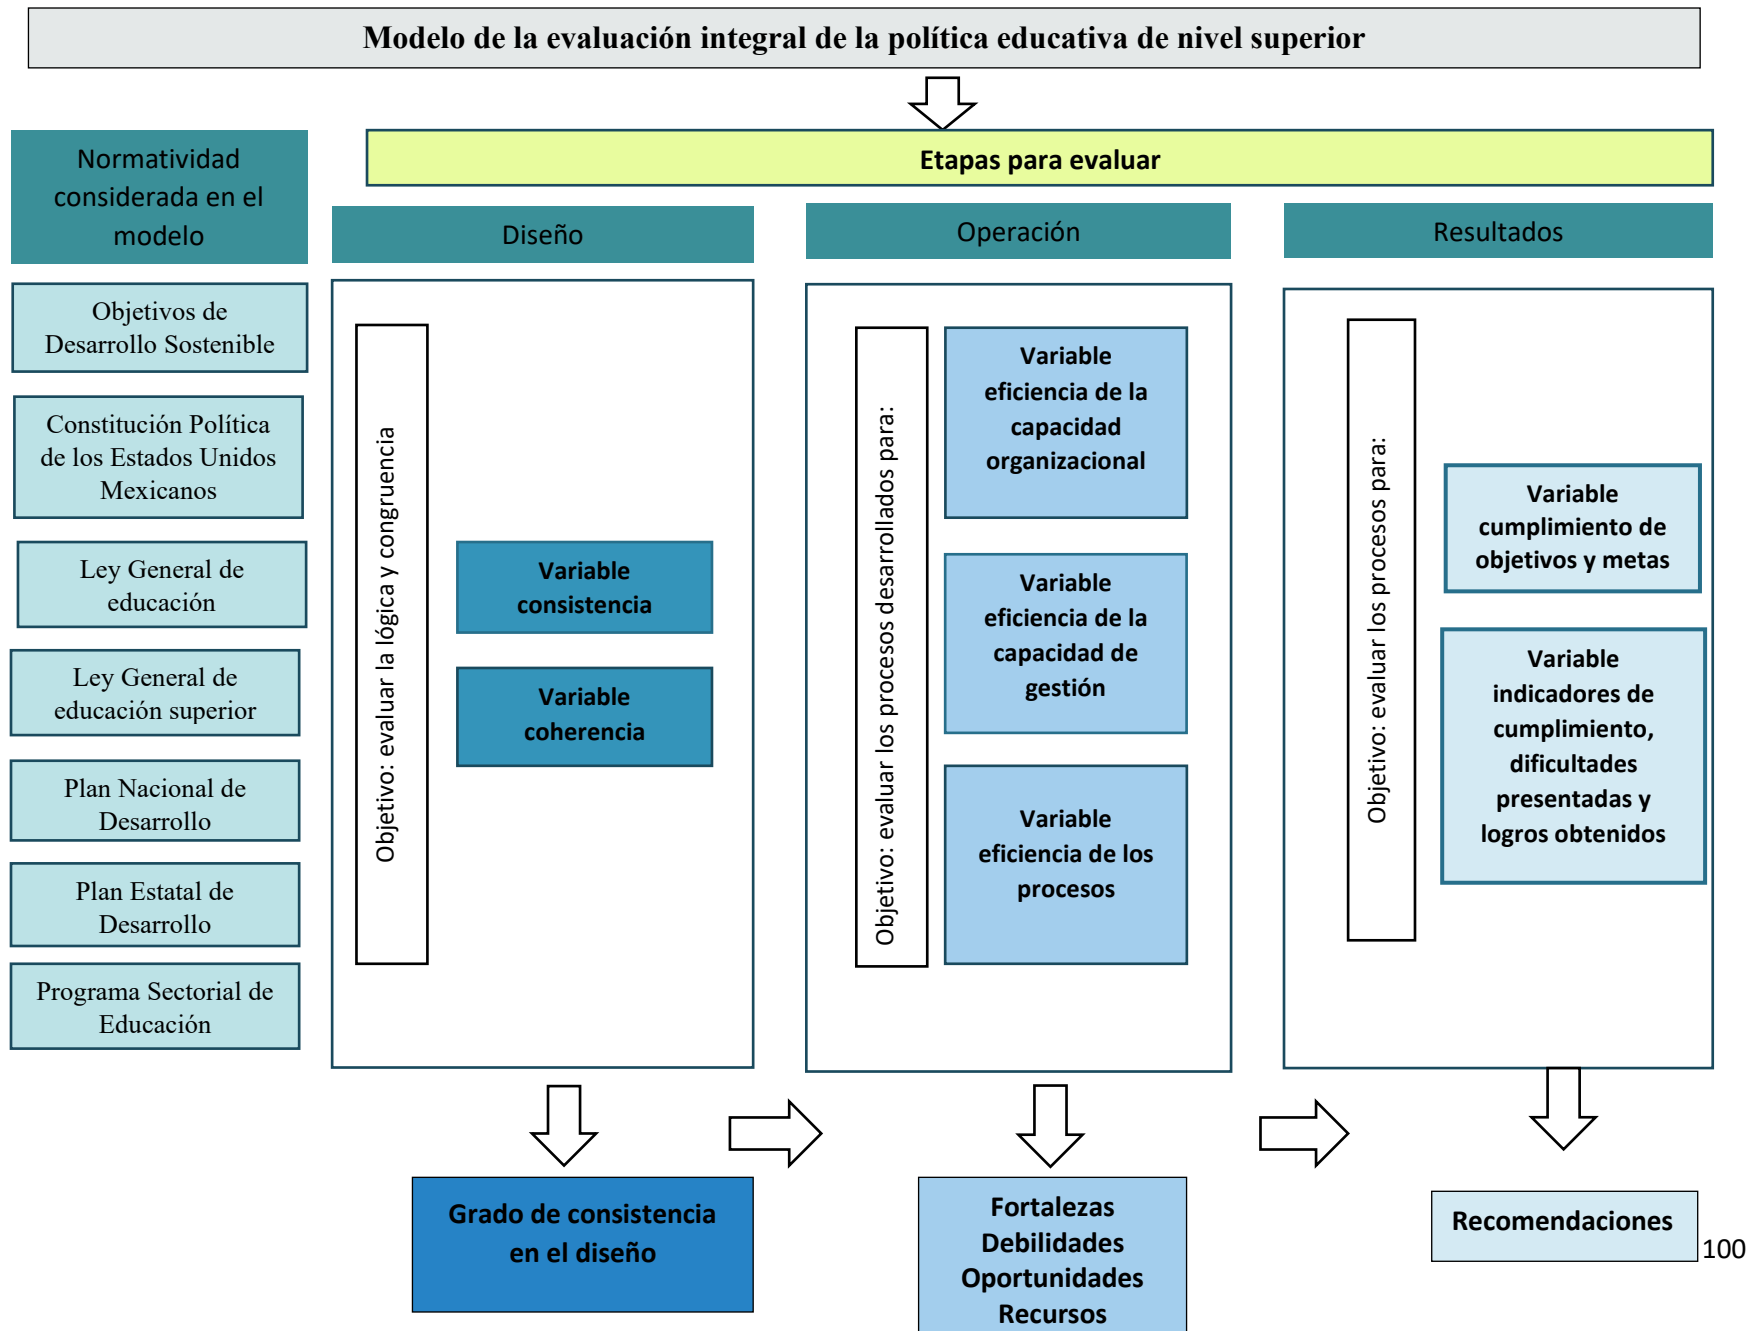 Modelo de la evaluación integral de la política educativa de nivel superior
Etapas para evaluar
Normatividad
considerada en el
modelo
Objetivos de
Desarrollo Sostenible
Constitución Política
de los Estados Unidos
Mexicanos
Ley General de
educación
Ley General de
educación superior
Plan Nacional de
Desarrollo
Plan Estatal de
Desarrollo
Programa Sectorial de
Educación
Diseño
Objetivo: evaluar la lógica y congruencia
Variable
consistencia
Variable
coherencia
Grado de consistencia
en el diseño
Operación
Objetivo: evaluar los procesos desarrollados para:
Variable
eficiencia de la
capacidad
organizacional
Variable
eficiencia de la
capacidad de
gestión
Variable
eficiencia de los
procesos
Fortalezas
Debilidades
Oportunidades
Recursos
Resultados
Objetivo: evaluar los procesos para:
Variable
cumplimiento de
objetivos y metas
Variable
indicadores de
cumplimiento,
dificultades
presentadas y
logros obtenidos
Recomendaciones
100